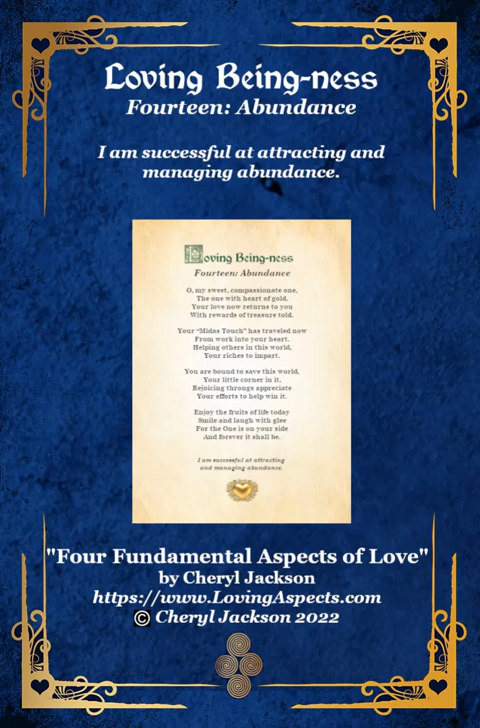 Loving Being-ness
Fourteen: Abundance
I am successful at attracting and
managing abundance.
Loving Being-ness
Fourteen: Abundance
O, my sweet, compassionate one,
The one with heart of gold.
Your love now returns to you
With rewards of treasure told.
Your "Midas Touch" has traveled now
From work into your heart.
Helping others in this world,
Your riches to impart.
You are bound to save this world,
Your little corner in it,
Rejoicing throngs appreciate
Your efforts to help win it.
Enjoy the fruits of life today
Smile and laugh with glee
For the One is on your side
And forever it shall be.
I am successful at attracting
and managing abundance.
"Four Fundamental Aspects of Love"
by Cheryl Jackson
https://www.LovingAspects.com
© Cheryl Jackson 2022